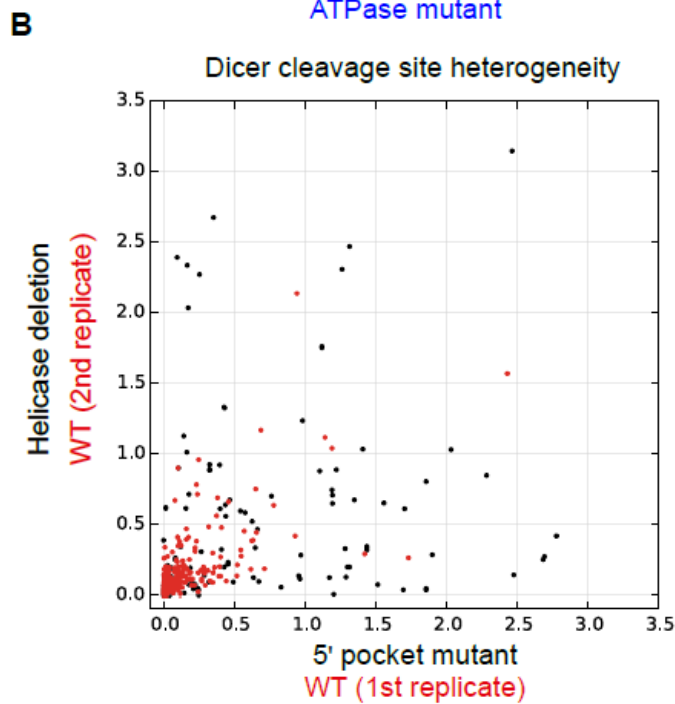 ATPase mutant
B
Dicer cleavage site heterogeneity
3.5
3.0
2.5
2.0
1.5
1.0
0.5
0.0
Helicase deletion
WT (2nd replicate)
0.0 0.5 1.0 1.5 2.0 2.5 3.0 3.5
5' pocket mutant
WT (1st replicate)